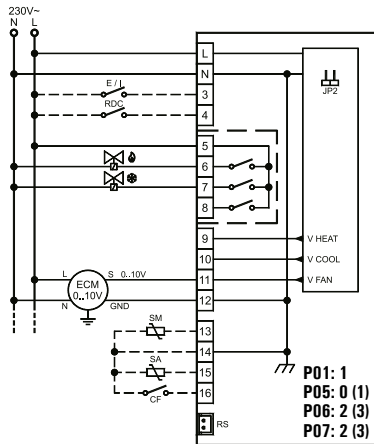 230V~
N L
L
N
E / I
3
RDC
4
JP2
5
6
7
8
9 V HEAT
10 V COOL
L S 0..10V 11 V FAN
ECM
0..10V
N GND 12
SM 13
14
SA 15
CF 16
RS
P01: 1
P05: 0 (1)
P06: 2 (3)
P07: 2 (3)